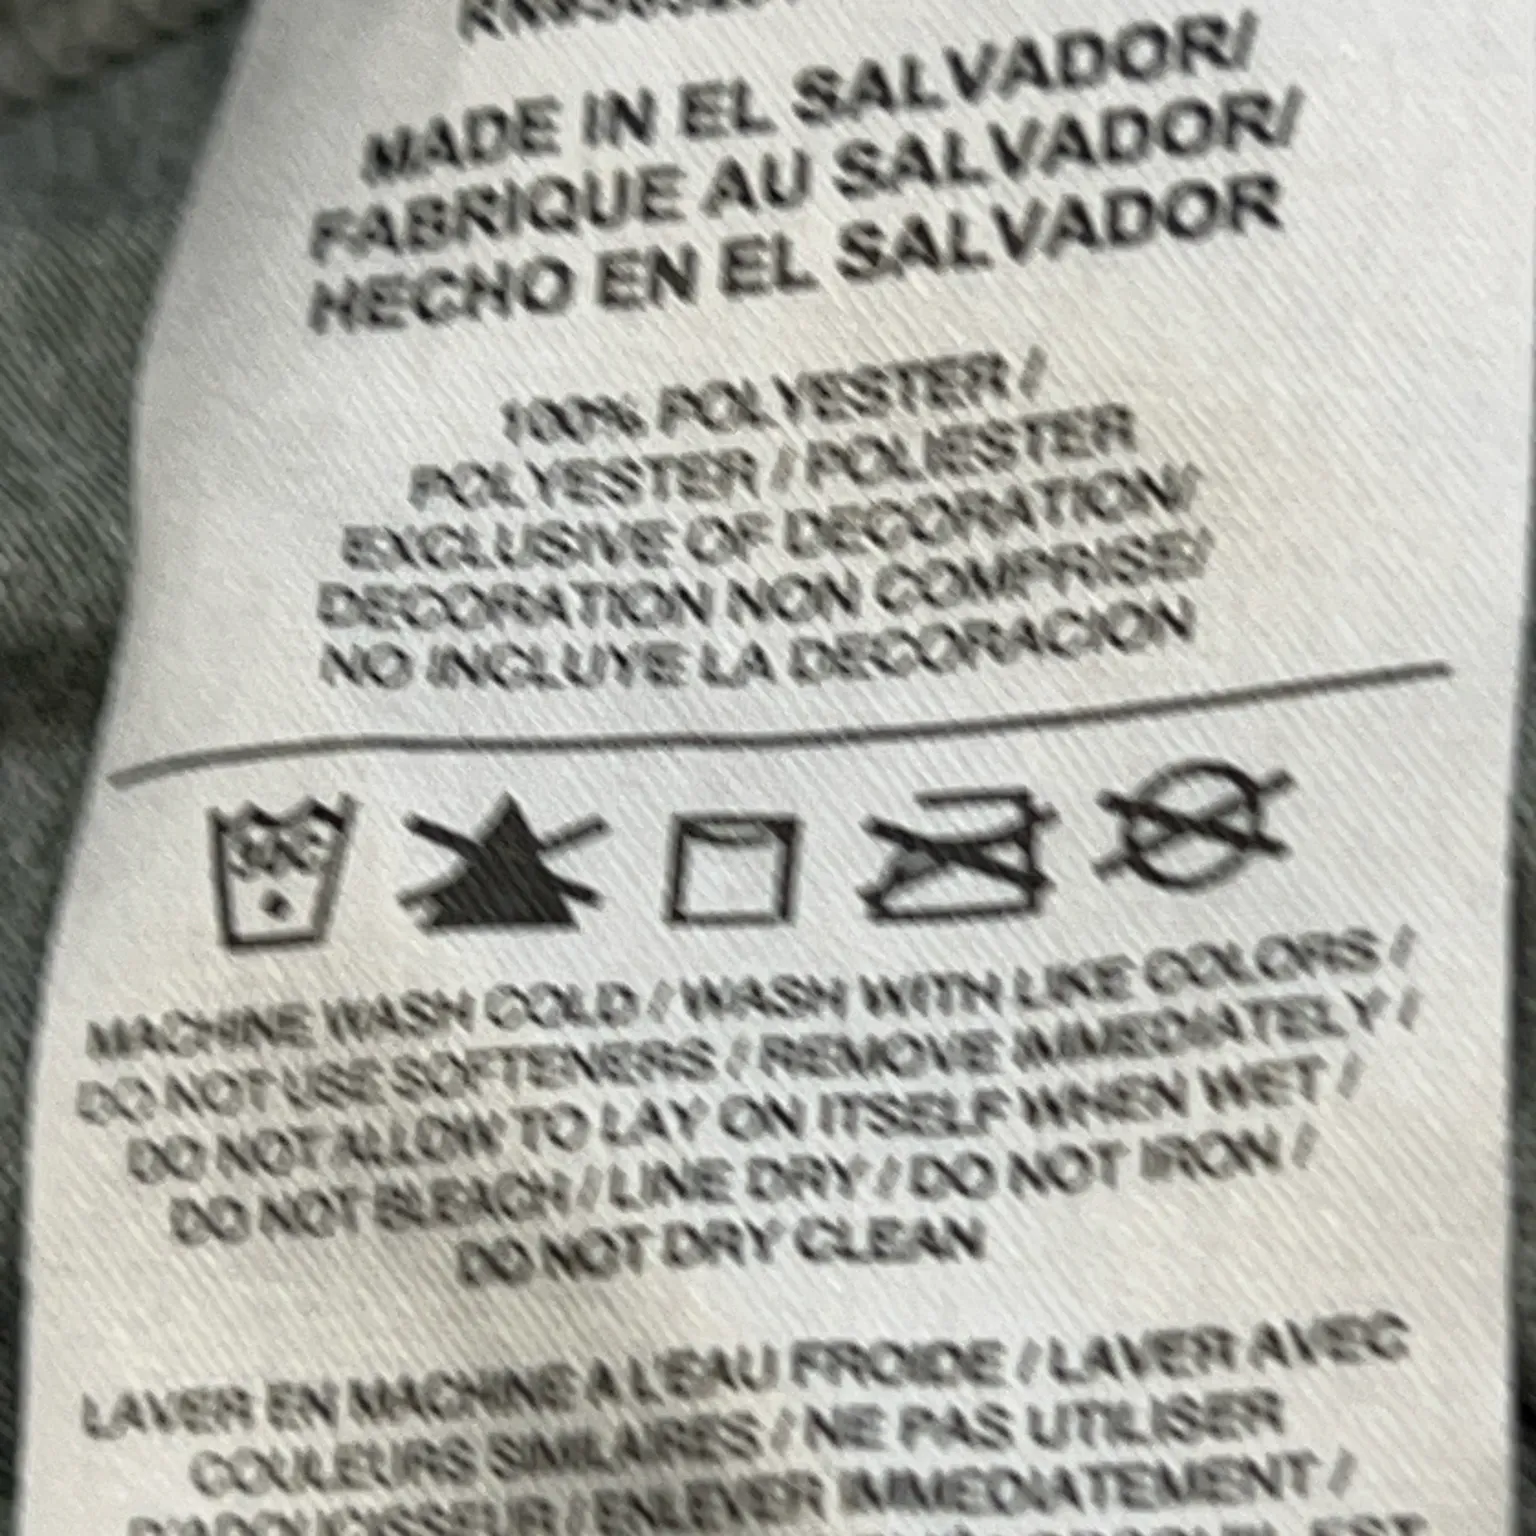 MADE IN EL SALVADOR/
FABRIQUE AU SALVADOR/
HECHO EN EL SALVADOR
100% POLYESTER /
POLYESTER / POLIESTER
EXCLUSIVE OF DECORATION/
DECORATION NON COMPRISE/
NO INCLUYE LA DECORACION
30C
MACHINE WASH COLD / WASH WITH LIKE COLORS /
DO NOT USE SOFTENERS / REMOVE IMMEDIATELY /
DO NOT ALLOW TO LAY ON ITSELF WHEN WET /
DO NOT BLEACH / LINE DRY / DO NOT IRON /
DO NOT DRY CLEAN
LAVER EN MACHINE A L'EAU FROIDE / LAVER AVEC
COULEURS SIMILAIRES / NE PAS UTILISER
D'ADOUCISSEUR / ENLEVER IMMEDIATEMENT /
EST